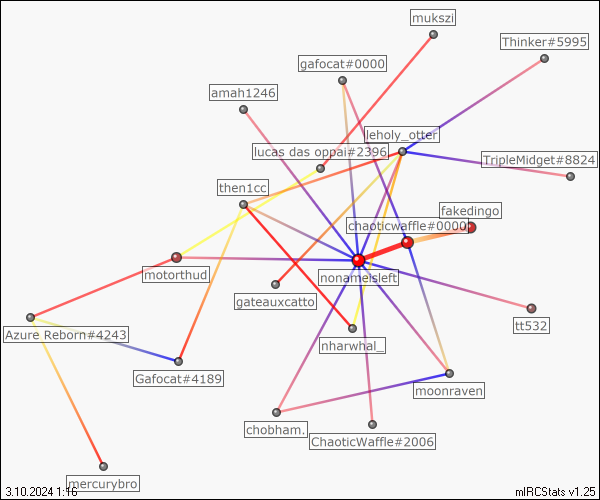 mukszi
Thinker#5995
gafocat#0000
amah1246
leholy_otter
lucas das oppai#2396
TripleMidget#8824
then1cc
fakedingo
chaoticwaffle#0000
motorthud
nonameisleft
gateauxcatto
tt532
Azure Reborn#4243
nharwhal_
Gafocat#4189
moonraven
chobham.
ChaoticWaffle#2006
mercurybro
3.10.2024 1:16
mIRCStats v1.25